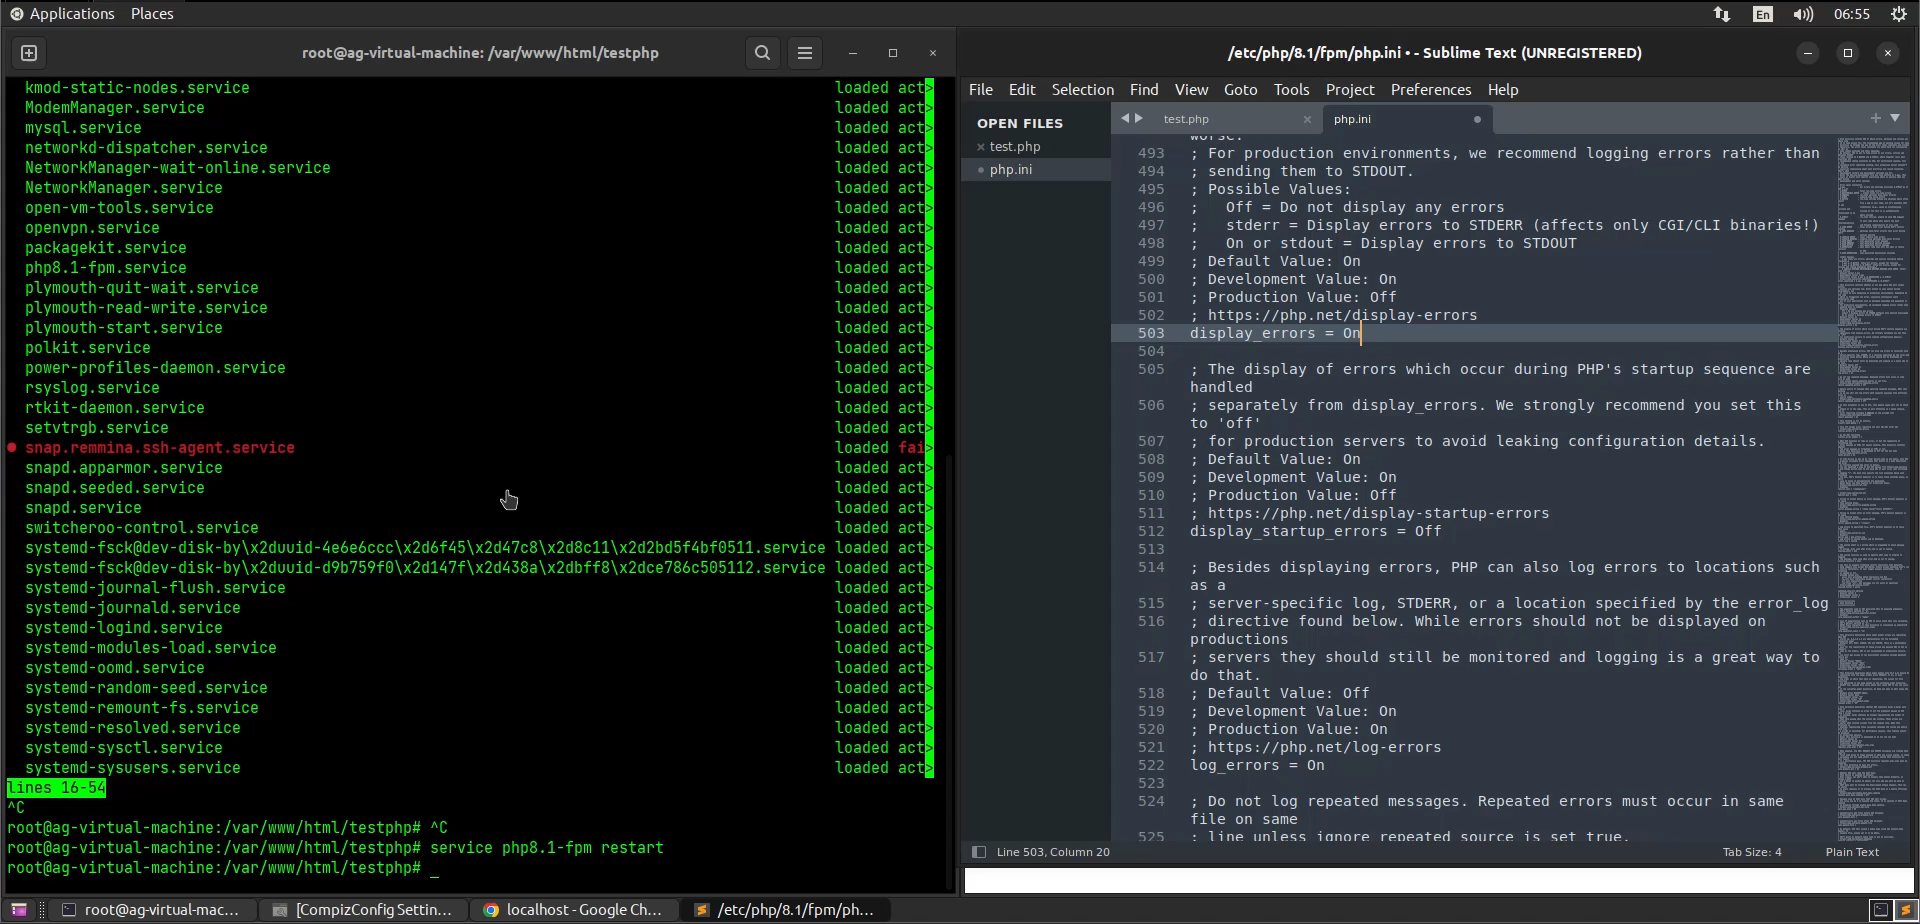 Applications Places
En 06:55
root@ag-virtual-machine: /var/www/html/testphp
kmod-static-nodes.service loaded act>
ModemManager.service loaded act>
mysql.service loaded act>
networkd-dispatcher.service loaded act>
NetworkManager-wait-online.service loaded act>
NetworkManager.service loaded act>
open-vm-tools.service loaded act>
openvpn.service loaded act>
packagekit.service loaded act>
php8.1-fpm.service loaded act>
plymouth-quit-wait.service loaded act>
plymouth-read-write.service loaded act>
plymouth-start.service loaded act>
polkit.service loaded act>
power-profiles-daemon.service loaded act>
rsyslog.service loaded act>
rtkit-daemon.service loaded act>
setvtrgb.service loaded act>
● snap.remmina.ssh-agent.service loaded fai>
snapd.apparmor.service loaded act>
snapd.seeded.service loaded act>
snapd.service loaded act>
switcheroo-control.service loaded act>
systemd-fsck@dev-disk-by\x2duuid-4e6e6ccc\x2d6f45\x2d47c8\x2d8c11\x2d2bd5f4bf0511.service loaded act>
systemd-fsck@dev-disk-by\x2duuid-d9b759f0\x2d147f\x2d438a\x2dbff8\x2dce786c505112.service loaded act>
systemd-journal-flush.service loaded act>
systemd-journald.service loaded act>
systemd-logind.service loaded act>
systemd-modules-load.service loaded act>
systemd-oomd.service loaded act>
systemd-random-seed.service loaded act>
systemd-remount-fs.service loaded act>
systemd-resolved.service loaded act>
systemd-sysctl.service loaded act>
systemd-sysusers.service loaded act>
lines 16-54
^C
root@ag-virtual-machine:/var/www/html/testphp# ^C
root@ag-virtual-machine:/var/www/html/testphp# service php8.1-fpm restart
root@ag-virtual-machine:/var/www/html/testphp# _
/etc/php/8.1/fpm/php.ini • - Sublime Text (UNREGISTERED)
File Edit Selection Find View Goto Tools Project Preferences Help
OPEN FILES
test.php
php.ini
test.php
php.ini
worse.
493 ; For production environments, we recommend logging errors rather than
494 ; sending them to STDOUT.
495 ; Possible Values:
496 ;   Off = Do not display any errors
497 ;   stderr = Display errors to STDERR (affects only CGI/CLI binaries!)
498 ;   On or stdout = Display errors to STDOUT
499 ; Default Value: On
500 ; Development Value: On
501 ; Production Value: Off
502 ; https://php.net/display-errors
503 display_errors = On
504
505 ; The display of errors which occur during PHP's startup sequence are
handled
506 ; separately from display_errors. We strongly recommend you set this
to 'off'
507 ; for production servers to avoid leaking configuration details.
508 ; Default Value: On
509 ; Development Value: On
510 ; Production Value: Off
511 ; https://php.net/display-startup-errors
512 display_startup_errors = Off
513
514 ; Besides displaying errors, PHP can also log errors to locations such
as a
515 ; server-specific log, STDERR, or a location specified by the error_log
516 ; directive found below. While errors should not be displayed on
productions
517 ; servers they should still be monitored and logging is a great way to
do that.
518 ; Default Value: Off
519 ; Development Value: On
520 ; Production Value: On
521 ; https://php.net/log-errors
522 log_errors = On
523
524 ; Do not log repeated messages. Repeated errors must occur in same
file on same
525 ; line unless ignore_repeated_source is set true.
Line 503, Column 20 Tab Size: 4 Plain Text
root@ag-virtual-mac... [CompizConfig Settin... localhost - Google Ch... /etc/php/8.1/fpm/ph...